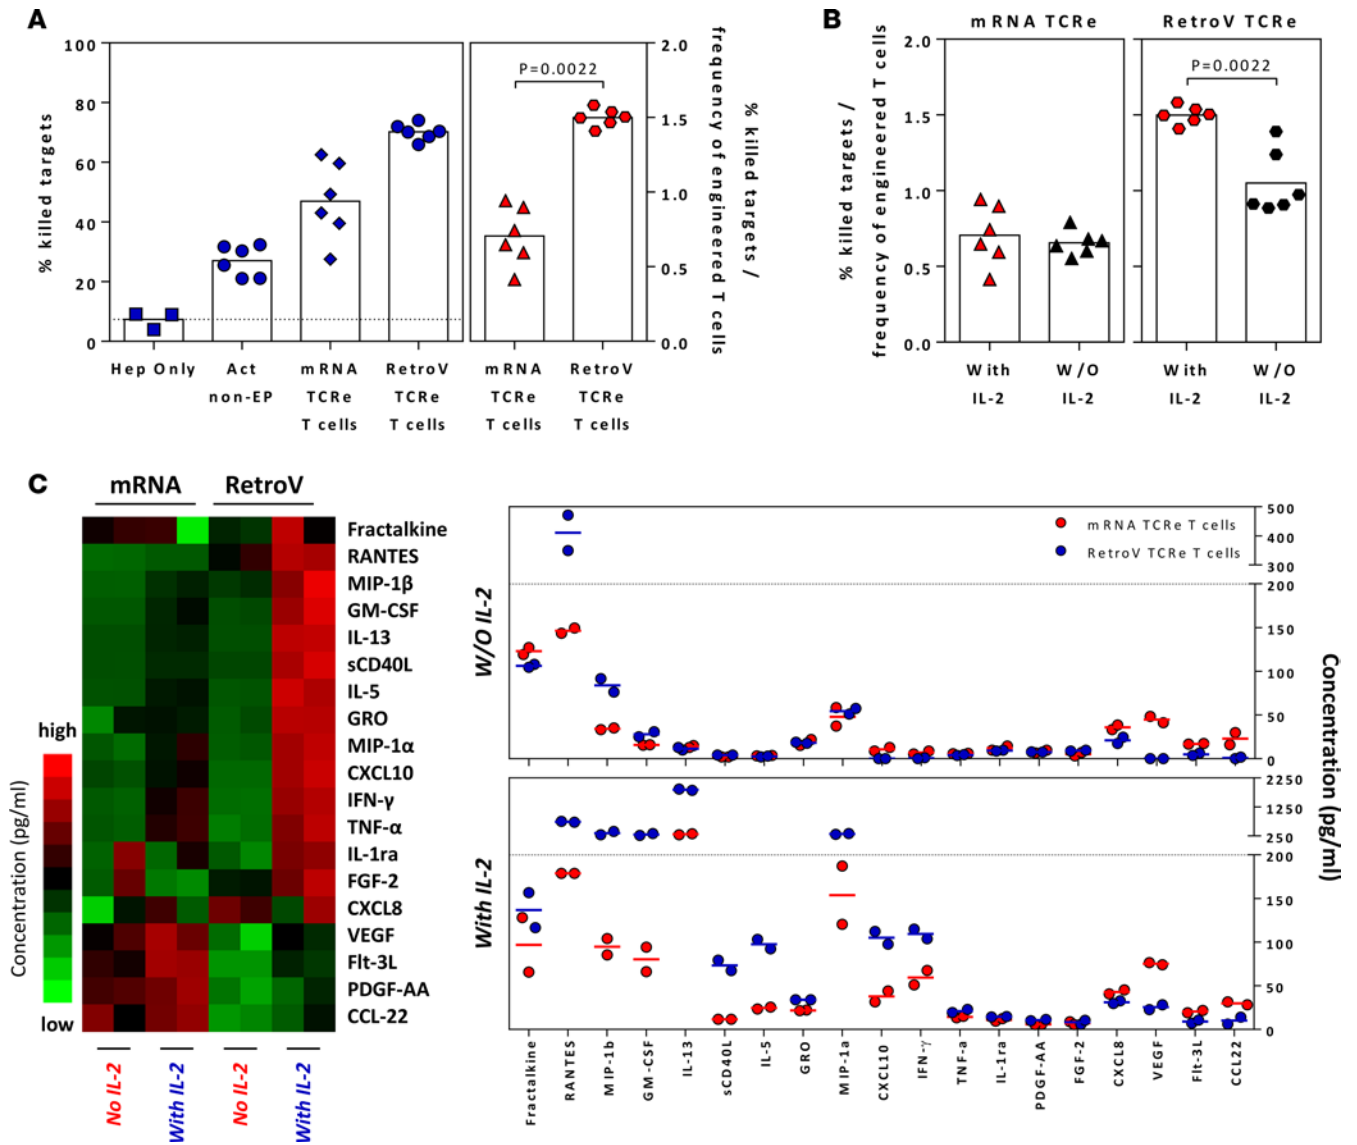 A
100
80
60
40
20
0
% killed targets
Hep Only
Act
non-EP
mRNA
TCRe
T cells
RetroV
TCRe
T cells
P=0.0022
mRNA
TCRe
T cells
RetroV
TCRe
T cells
2.0
1.5
1.0
0.5
0.0
% killed targets /
frequency of engineered T cells
B
mRNA TCRe
RetroV TCRe
% killed targets /
frequency of engineered T cells
2.0
1.5
1.0
0.5
0.0
P=0.0022
With
IL-2
W/O
IL-2
With
IL-2
W/O
IL-2
C
mRNA
RetroV
Fractalkine
RANTES
MIP-1β
GM-CSF
IL-13
sCD40L
IL-5
GRO
MIP-1α
CXCL10
IFN-γ
TNF-α
IL-1ra
FGF-2
CXCL8
VEGF
Flt-3L
PDGF-AA
CCL-22
high
Concentration (pg/ml)
low
No IL-2
With IL-2
No IL-2
With IL-2
W/O IL-2
mRNA TCRe T cells
RetroV TCRe T cells
500
400
300
200
150
100
50
0
With IL-2
2250
1250
250
200
150
100
50
0
Concentration (pg/ml)
Fractalkine
RANTES
MIP-1b
GM-CSF
IL-13
sCD40L
IL-5
GRO
MIP-1a
CXCL10
IFN-γ
TNF-a
IL-1ra
PDGF-AA
FGF-2
CXCL8
VEGF
Flt-3L
CCL22